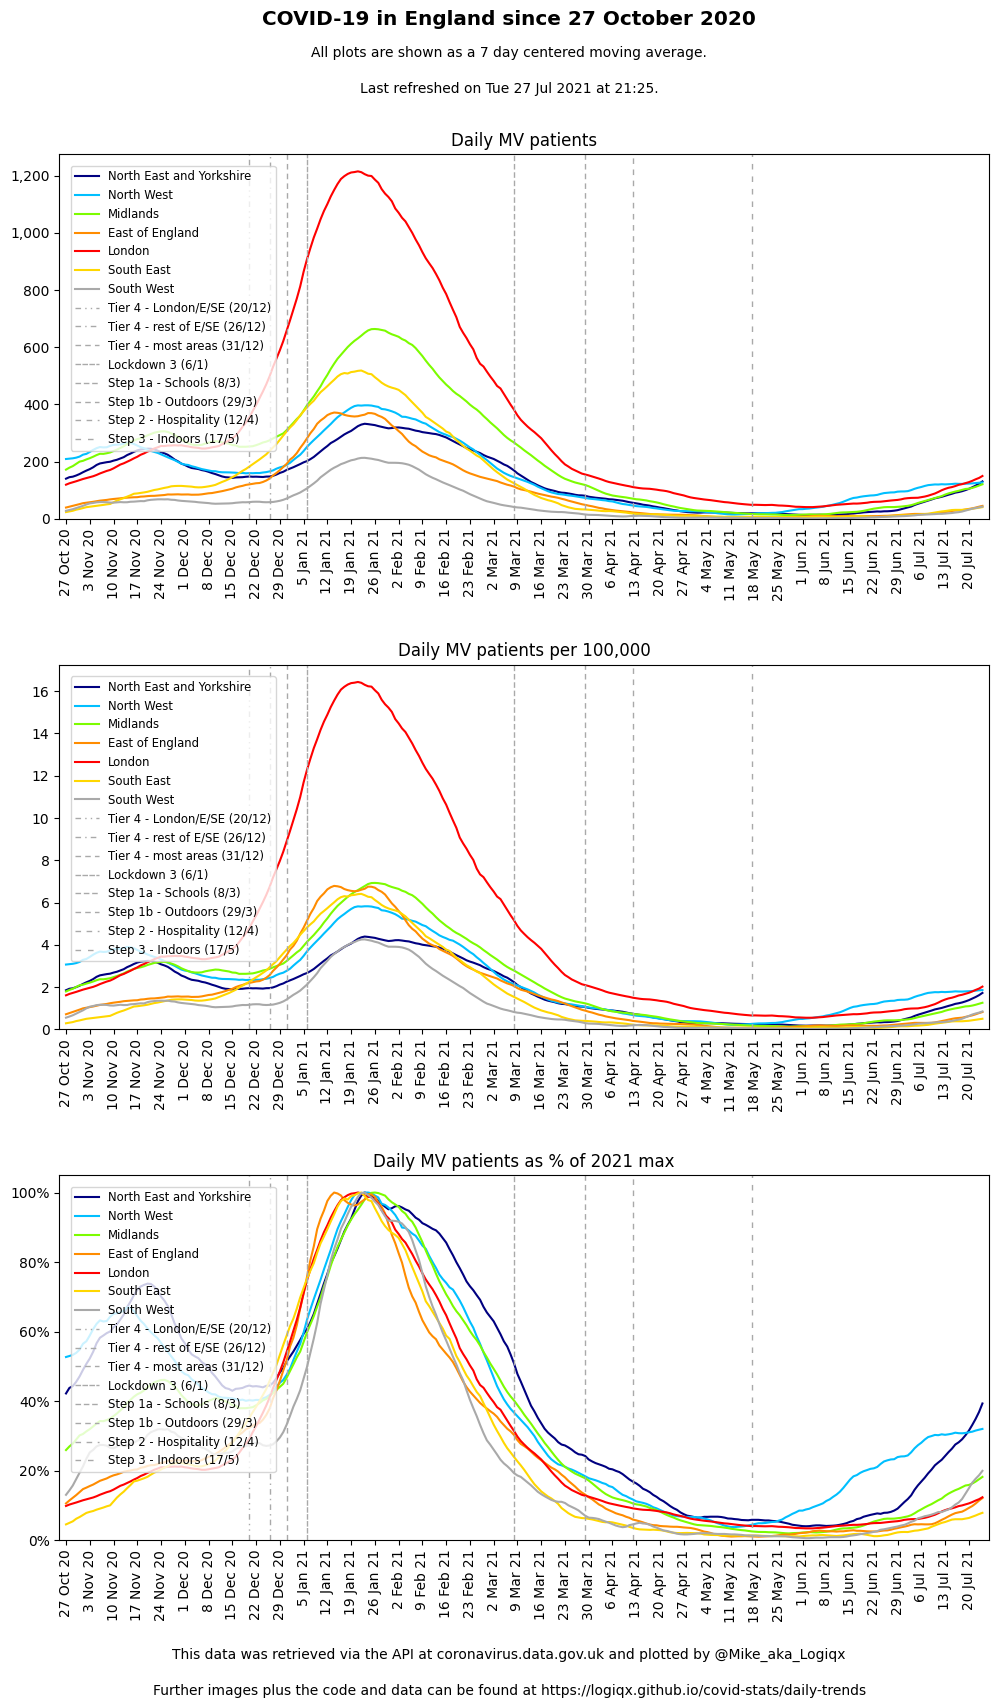 COVID-19 in England since 27 October 2020
All plots are shown as a 7 day centered moving average.
Last refreshed on Tue 27 Jul 2021 at 21:25.
Daily MV patients
1,200
1,000
800
600
400
200
0
North East and Yorkshire
North West
Midlands
East of England
London
South East
South West
Tier 4 - London/E/SE (20/12)
Tier 4 - rest of E/SE (26/12)
Tier 4 - most areas (31/12)
Lockdown 3 (6/1)
Step 1a - Schools (8/3)
Step 1b - Outdoors (29/3)
Step 2 - Hospitality (12/4)
Step 3 - Indoors (17/5)
27 Oct 20
3 Nov 20
10 Nov 20
17 Nov 20
24 Nov 20
1 Dec 20
8 Dec 20
15 Dec 20
22 Dec 20
29 Dec 20
5 Jan 21
12 Jan 21
19 Jan 21
26 Jan 21
2 Feb 21
9 Feb 21
16 Feb 21
23 Feb 21
2 Mar 21
9 Mar 21
16 Mar 21
23 Mar 21
30 Mar 21
6 Apr 21
13 Apr 21
20 Apr 21
27 Apr 21
4 May 21
11 May 21
18 May 21
25 May 21
1 Jun 21
8 Jun 21
15 Jun 21
22 Jun 21
29 Jun 21
6 Jul 21
13 Jul 21
20 Jul 21
Daily MV patients per 100,000
16
14
12
10
8
6
4
2
0
North East and Yorkshire
North West
Midlands
East of England
London
South East
South West
Tier 4 - London/E/SE (20/12)
Tier 4 - rest of E/SE (26/12)
Tier 4 - most areas (31/12)
Lockdown 3 (6/1)
Step 1a - Schools (8/3)
Step 1b - Outdoors (29/3)
Step 2 - Hospitality (12/4)
Step 3 - Indoors (17/5)
27 Oct 20
3 Nov 20
10 Nov 20
17 Nov 20
24 Nov 20
1 Dec 20
8 Dec 20
15 Dec 20
22 Dec 20
29 Dec 20
5 Jan 21
12 Jan 21
19 Jan 21
26 Jan 21
2 Feb 21
9 Feb 21
16 Feb 21
23 Feb 21
2 Mar 21
9 Mar 21
16 Mar 21
23 Mar 21
30 Mar 21
6 Apr 21
13 Apr 21
20 Apr 21
27 Apr 21
4 May 21
11 May 21
18 May 21
25 May 21
1 Jun 21
8 Jun 21
15 Jun 21
22 Jun 21
29 Jun 21
6 Jul 21
13 Jul 21
20 Jul 21
Daily MV patients as % of 2021 max
100%
80%
60%
40%
20%
0%
North East and Yorkshire
North West
Midlands
East of England
London
South East
South West
Tier 4 - London/E/SE (20/12)
Tier 4 - rest of E/SE (26/12)
Tier 4 - most areas (31/12)
Lockdown 3 (6/1)
Step 1a - Schools (8/3)
Step 1b - Outdoors (29/3)
Step 2 - Hospitality (12/4)
Step 3 - Indoors (17/5)
27 Oct 20
3 Nov 20
10 Nov 20
17 Nov 20
24 Nov 20
1 Dec 20
8 Dec 20
15 Dec 20
22 Dec 20
29 Dec 20
5 Jan 21
12 Jan 21
19 Jan 21
26 Jan 21
2 Feb 21
9 Feb 21
16 Feb 21
23 Feb 21
2 Mar 21
9 Mar 21
16 Mar 21
23 Mar 21
30 Mar 21
6 Apr 21
13 Apr 21
20 Apr 21
27 Apr 21
4 May 21
11 May 21
18 May 21
25 May 21
1 Jun 21
8 Jun 21
15 Jun 21
22 Jun 21
29 Jun 21
6 Jul 21
13 Jul 21
20 Jul 21
This data was retrieved via the API at coronavirus.data.gov.uk and plotted by @Mike_aka_Logiqx
Further images plus the code and data can be found at https://logiqx.github.io/covid-stats/daily-trends